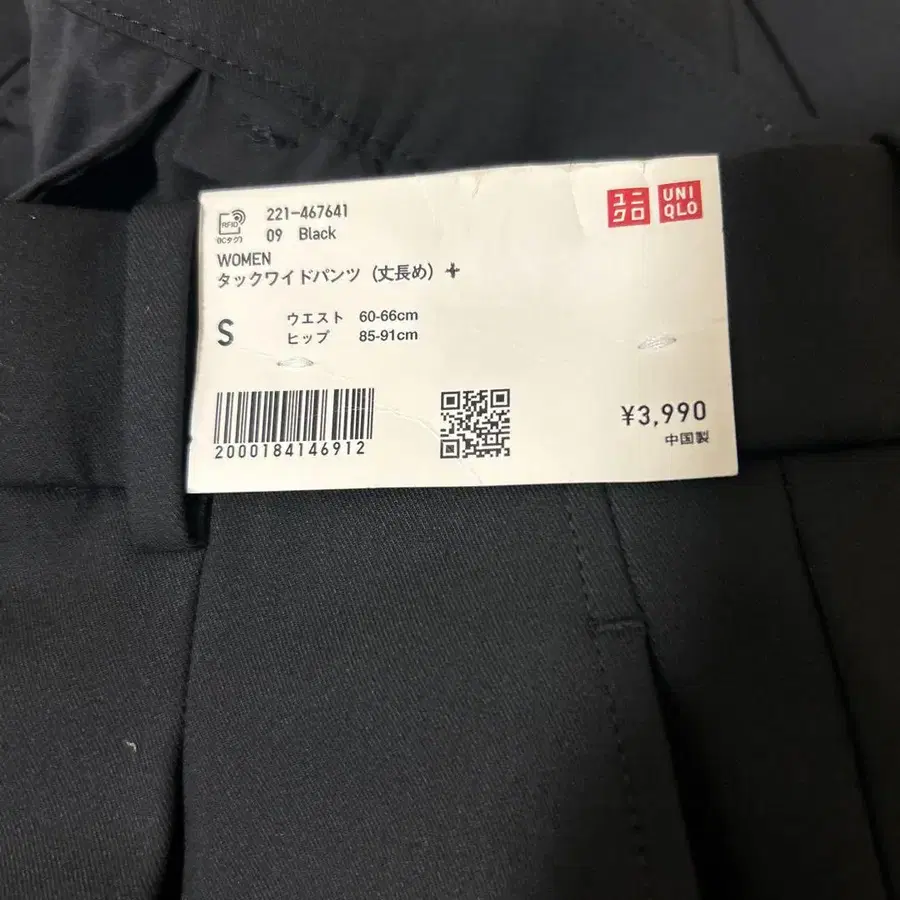 RFID
(ICタグ)
221-467641
09 Black
ユニ
クロ
UNI
QLO
WOMEN
タックワイドパンツ (丈長め) +
S
ウエスト 60-66cm
ヒップ 85-91cm
2000184146912
¥3,990
中国製